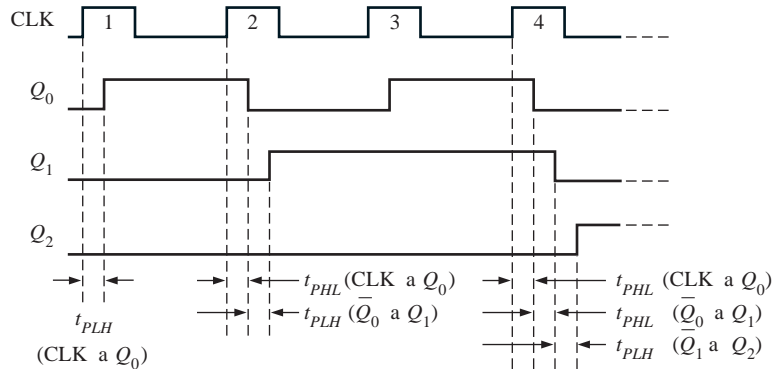 CLK 1 2 3 4
Q0
Q1
Q2
tPHL (CLK a Q0) tPHL (CLK a Q0)
tPLH tPLH (Q̅0 a Q1) tPHL (Q̅0 a Q1)
(CLK a Q0) tPLH (Q̅1 a Q2)